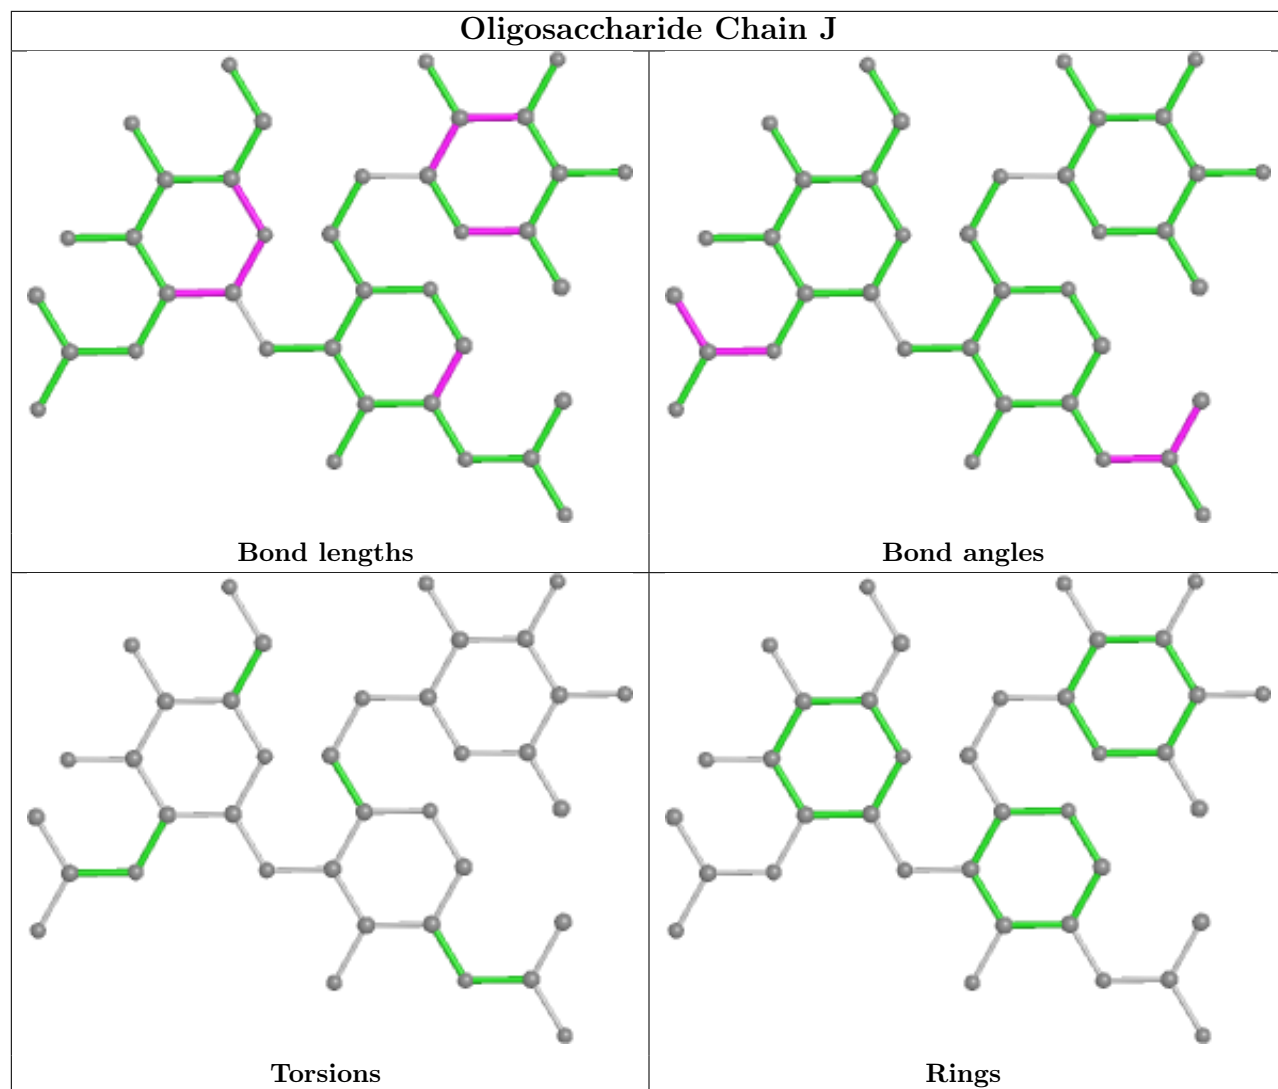 Oligosaccharide Chain J
Bond lengths
Bond angles
Torsions
Rings